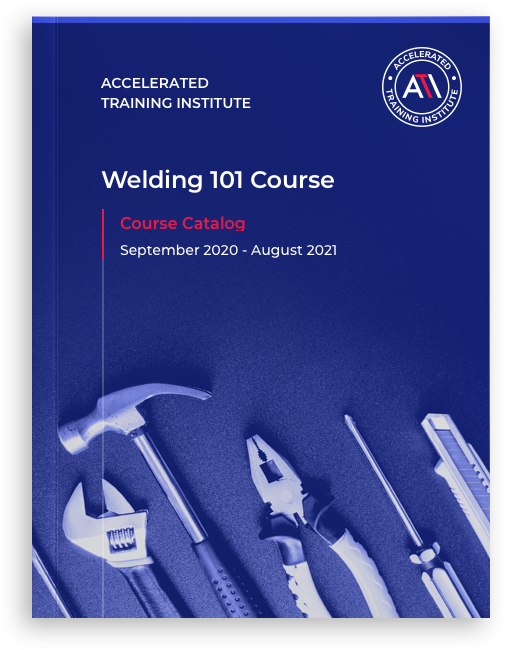 ACCELERATED
TRAINING INSTITUTE
ACCELERATED
ATI
TRAINING INSTITUTE
Welding 101 Course
Course Catalog
September 2020 - August 2021